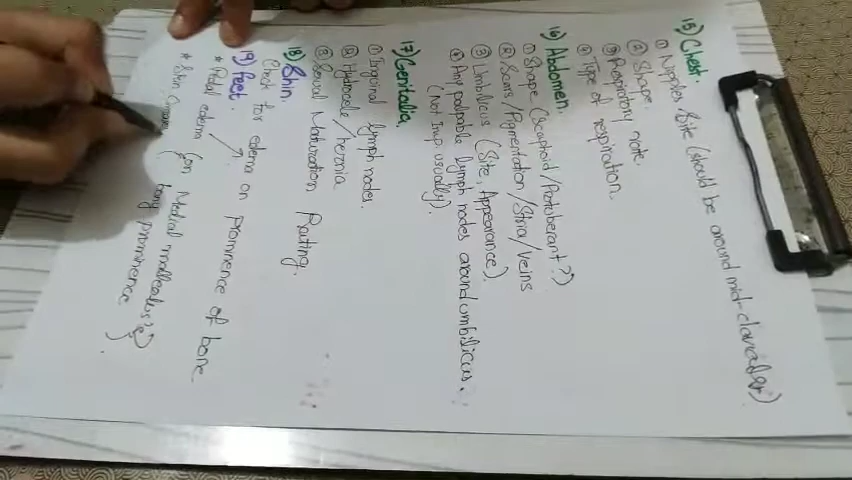 15) Chest.
① Nipples Site (should be around mid-clavicular)
② Shape.
③ Respiratory rate.
④ Type of respiration.
16) Abdomen.
① Shape (Scaphoid/Protuberant?)
② Scars/Pigmentation/Stria/Veins
③ Umbilicus (Site, Appearance).
④ Any palpable lymph nodes around umbilicus.
(Not Imp. usually).
17) Genitalia.
① Inguinal lymph nodes.
② Hydrocele/hernia
③ Sexual Maturation Rating.
18) Shin.
Check for edema on prominence of bone
19) Feet.
* Pedal edema (on Medial malleolus?
bony prominence)
* Skin